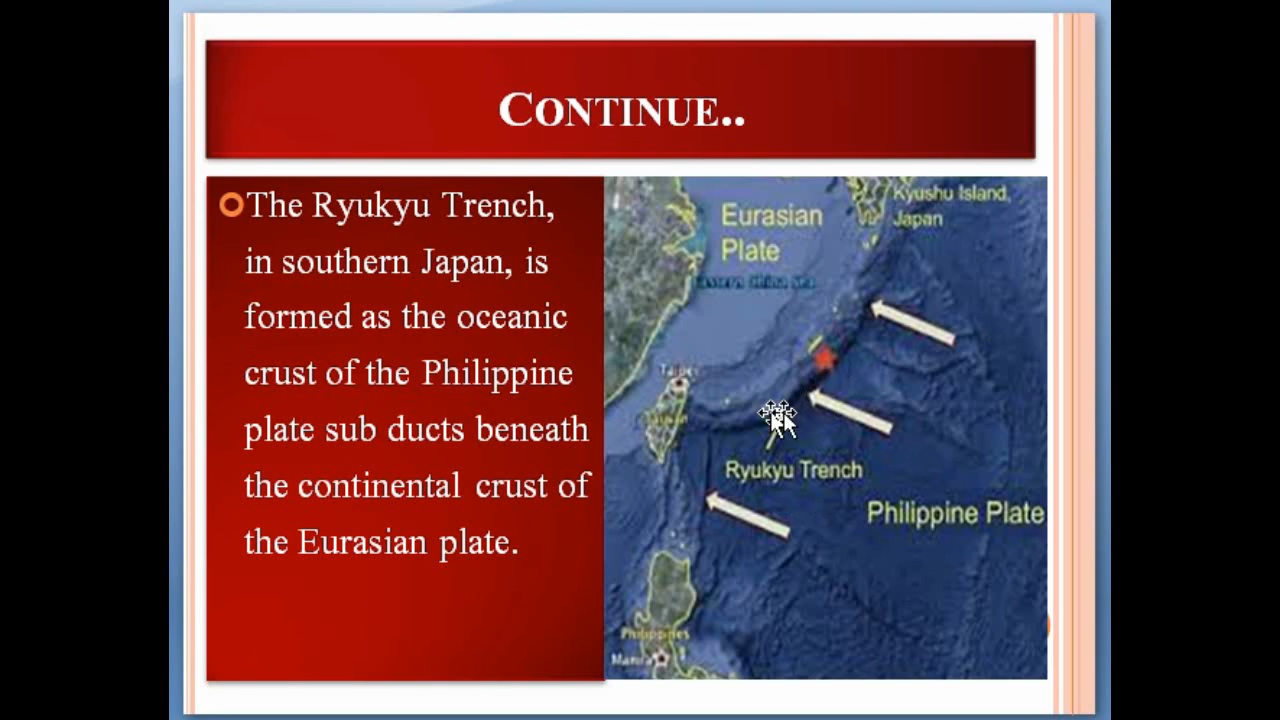 CONTINUE..
The Ryukyu Trench,
in southern Japan, is
formed as the oceanic
crust of the Philippine
plate sub ducts beneath
the continental crust of
the Eurasian plate.
Kyushu Island,
Japan
Eurasian
Plate
Taipei
Ryukyu Trench
Philippine Plate
Philippines
Manila